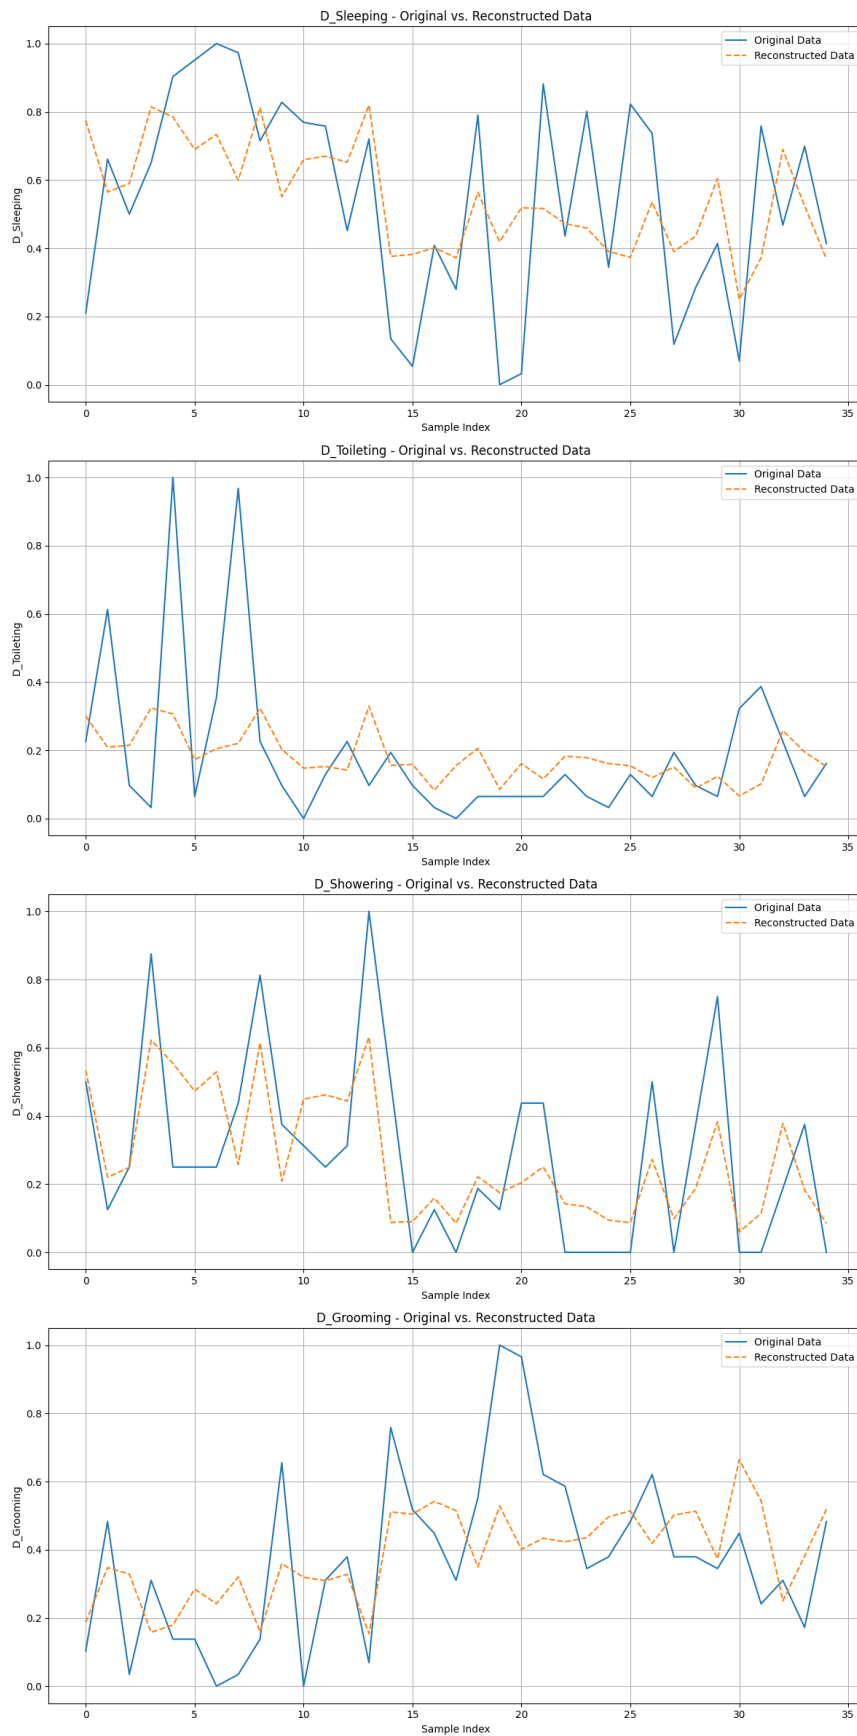 D_Sleeping - Original vs. Reconstructed Data
Original Data
Reconstructed Data
1.0
0.8
0.6
0.4
0.2
0.0
D_Sleeping
0 5 10 15 20 25 30 35
Sample Index
D_Toileting - Original vs. Reconstructed Data
Original Data
Reconstructed Data
1.0
0.8
0.6
0.4
0.2
0.0
D_Toileting
0 5 10 15 20 25 30 35
Sample Index
D_Showering - Original vs. Reconstructed Data
Original Data
Reconstructed Data
1.0
0.8
0.6
0.4
0.2
0.0
D_Showering
0 5 10 15 20 25 30 35
Sample Index
D_Grooming - Original vs. Reconstructed Data
Original Data
Reconstructed Data
1.0
0.8
0.6
0.4
0.2
0.0
D_Grooming
0 5 10 15 20 25 30 35
Sample Index